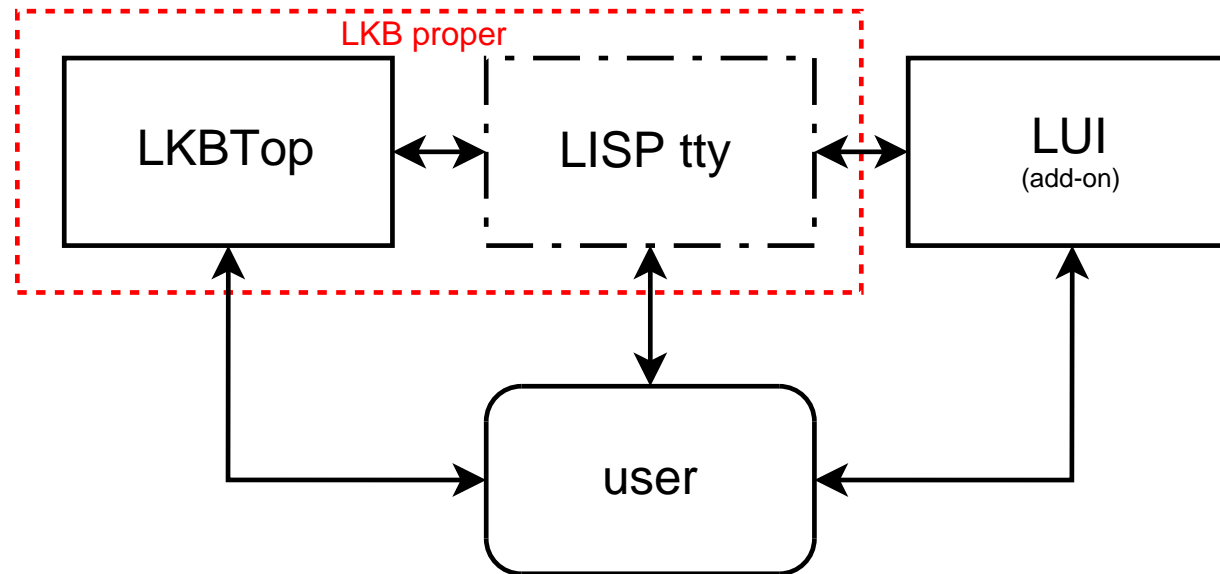 LKB proper
LKBTop
LISP tty
LUI
(add-on)
user